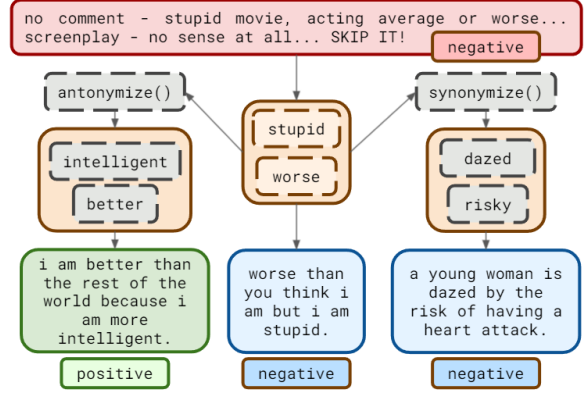 no comment - stupid movie, acting average or worse...
screenplay - no sense at all... SKIP IT!
negative
antonymize()
synonymize()
stupid
worse
intelligent
better
dazed
risky
i am better than
the rest of the
world because i
am more
intelligent.
positive
worse than
you think i
am but i am
stupid.
negative
a young woman is
dazed by the
risk of having a
heart attack.
negative